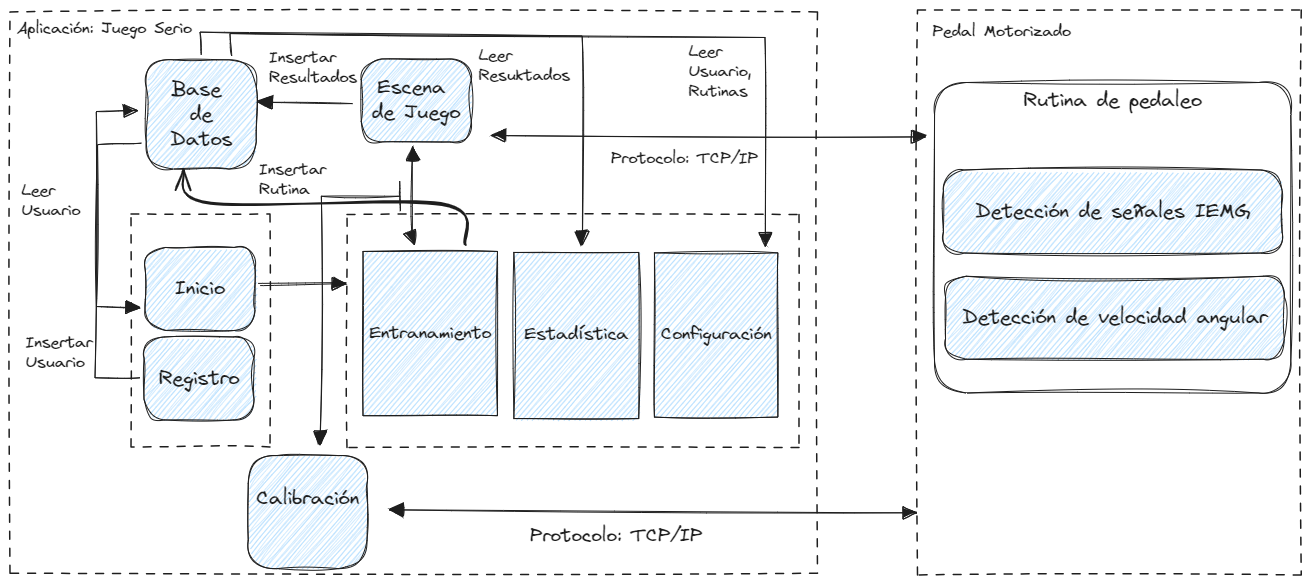 Aplicación: Juego Serio
Pedal Motorizado
Insertar
Resultados
Leer
Resuktados
Leer
Usuario,
Rutinas
Base
de
Datos
Escena
de Juego
Rutina de pedaleo
Protocolo: TCP/IP
Insertar
Rutina
Leer
Usuario
Detección de señales IEMG
Inicio
Entranamiento
Estadística
Configuración
Detección de velocidad angular
Insertar
Usuario
Registro
Calibración
Protocolo: TCP/IP